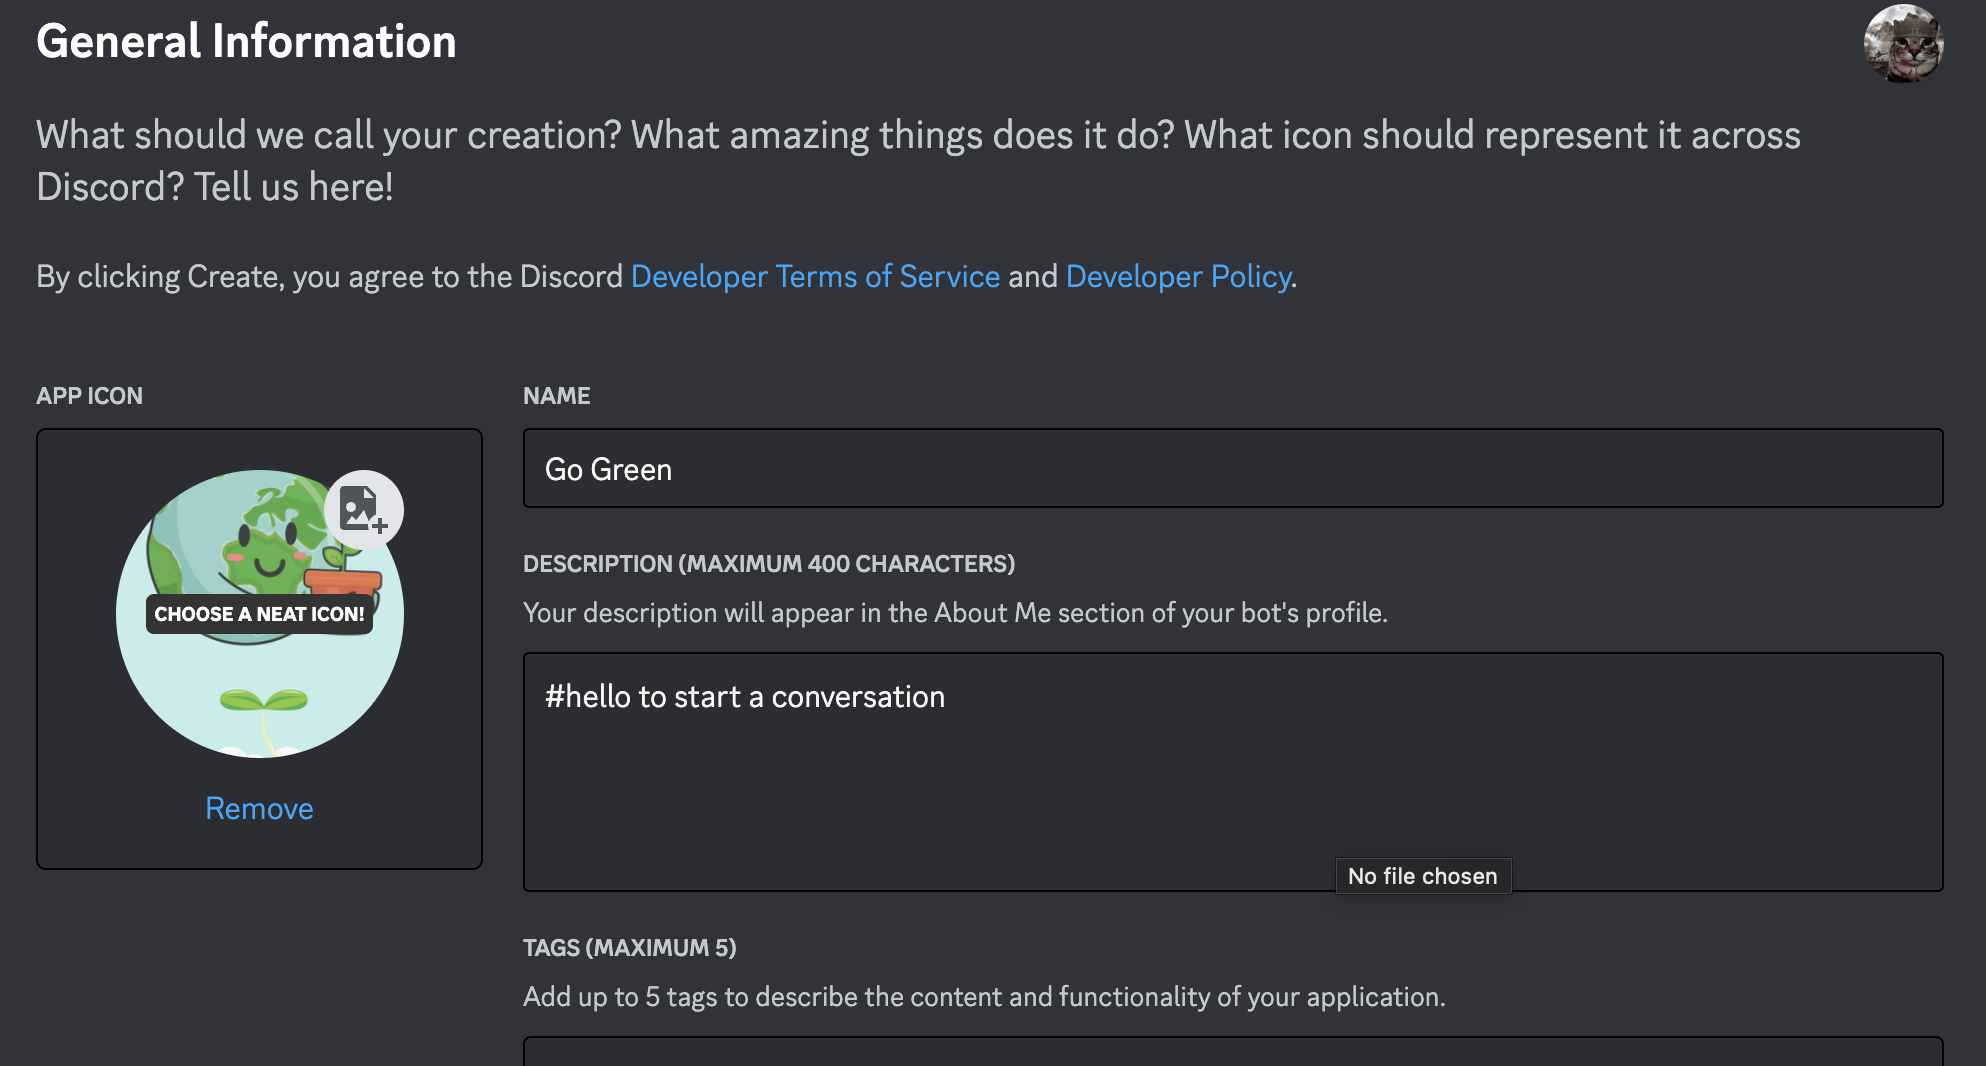 General Information
What should we call your creation? What amazing things does it do? What icon should represent it across
Discord? Tell us here!
By clicking Create, you agree to the Discord Developer Terms of Service and Developer Policy.
APP ICON
CHOOSE A NEAT ICON!
Remove
NAME
Go Green
DESCRIPTION (MAXIMUM 400 CHARACTERS)
Your description will appear in the About Me section of your bot's profile.
#hello to start a conversation
No file chosen
TAGS (MAXIMUM 5)
Add up to 5 tags to describe the content and functionality of your application.